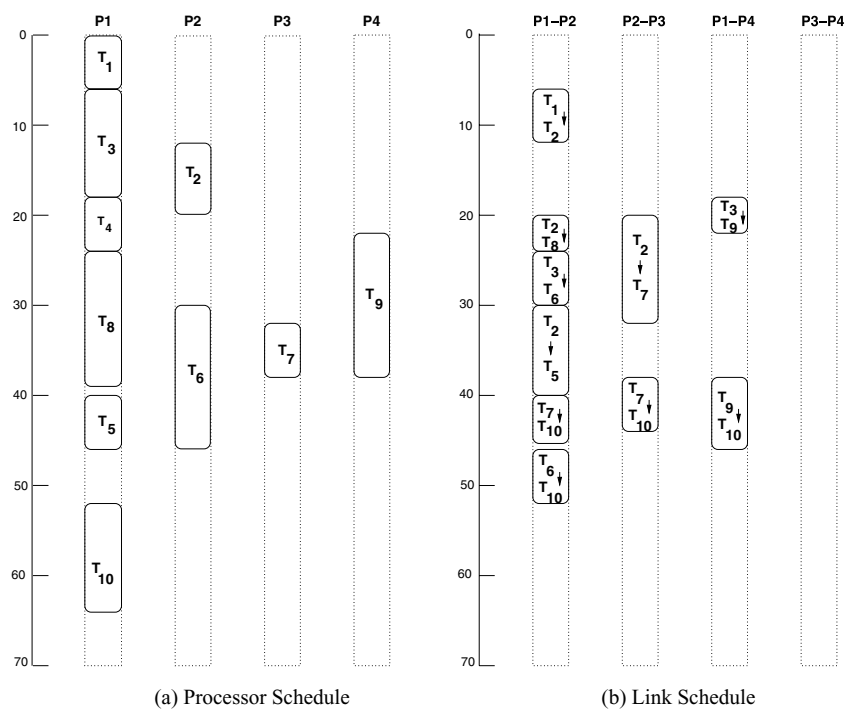 P1 P2 P3 P4
0
10
20
30
40
50
60
70
T1
T3
T4
T8
T5
T10
T2
T6
T7
T9
(a) Processor Schedule
P1–P2 P2–P3 P1–P4 P3–P4
0
10
20
30
40
50
60
70
T1
T2
T2
T8
T3
T6
T2
T5
T7
T10
T6
T10
T2
T7
T7
T10
T3
T9
T9
T10
(b) Link Schedule